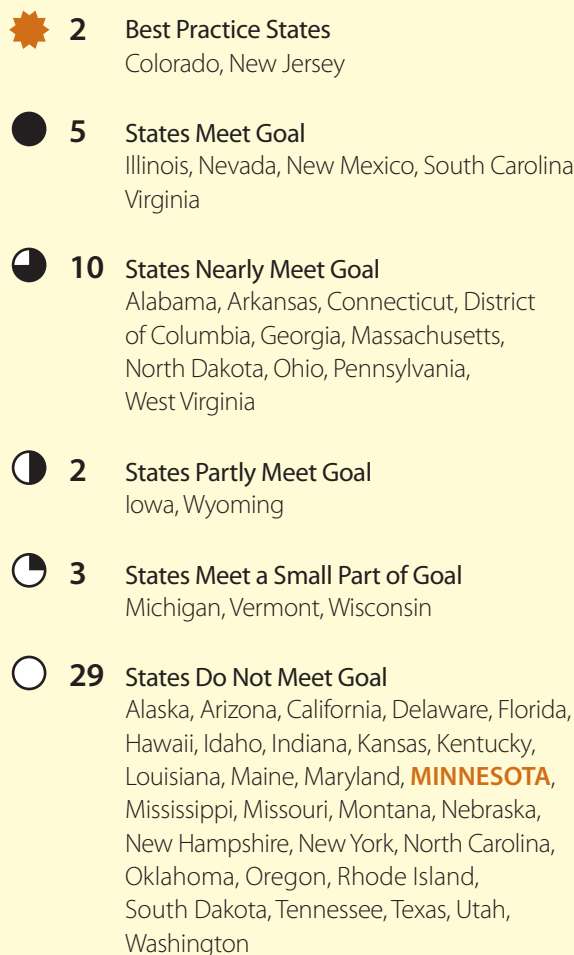 2 Best Practice States
Colorado, New Jersey
5 States Meet Goal
Illinois, Nevada, New Mexico, South Carolina
Virginia
10 States Nearly Meet Goal
Alabama, Arkansas, Connecticut, District
of Columbia, Georgia, Massachusetts,
North Dakota, Ohio, Pennsylvania,
West Virginia
2 States Partly Meet Goal
Iowa, Wyoming
3 States Meet a Small Part of Goal
Michigan, Vermont, Wisconsin
29 States Do Not Meet Goal
Alaska, Arizona, California, Delaware, Florida,
Hawaii, Idaho, Indiana, Kansas, Kentucky,
Louisiana, Maine, Maryland, MINNESOTA,
Mississippi, Missouri, Montana, Nebraska,
New Hampshire, New York, North Carolina,
Oklahoma, Oregon, Rhode Island,
South Dakota, Tennessee, Texas, Utah,
Washington